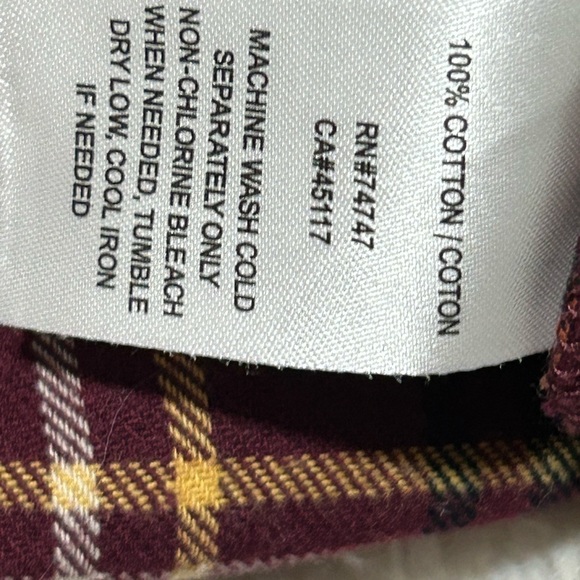 100% COTTON / COTON
RN#74747
CA#45117
MACHINE WASH COLD
SEPARATELY ONLY
NON-CHLORINE BLEACH
WHEN NEEDED, TUMBLE
DRY LOW, COOL IRON
IF NEEDED